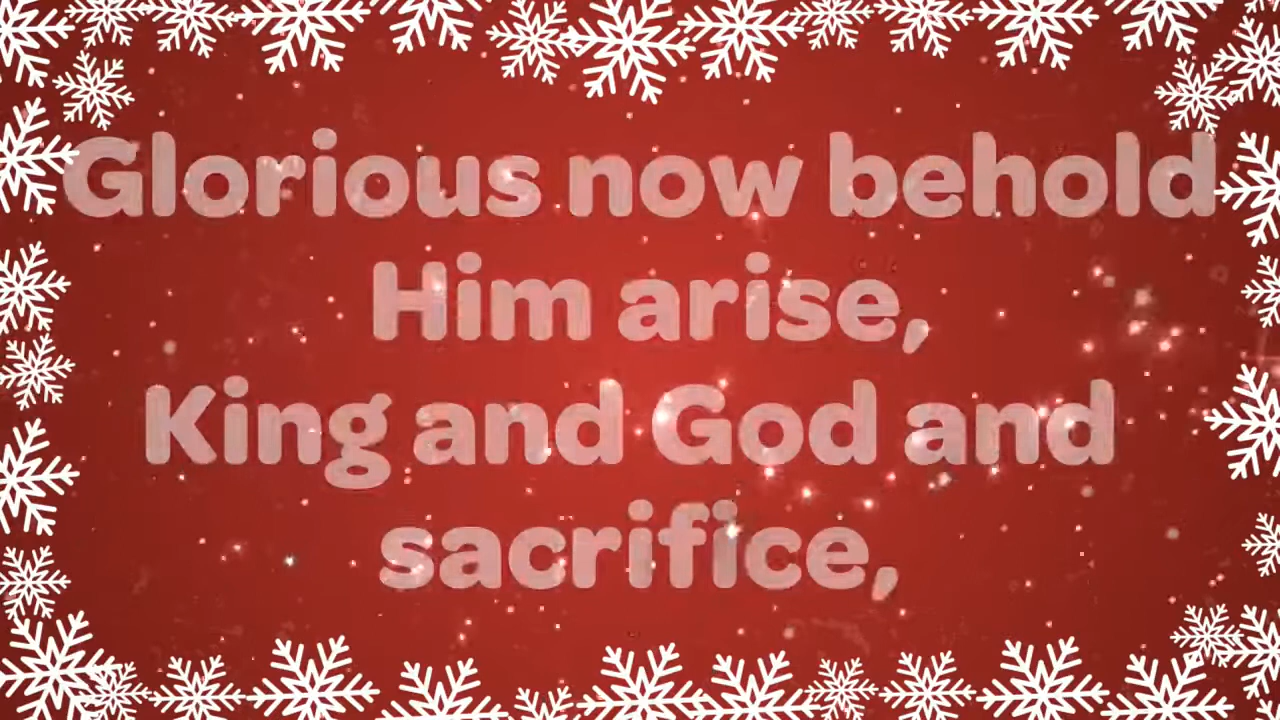 Glorious now behold
Him arise,
King and God and
sacrifice,